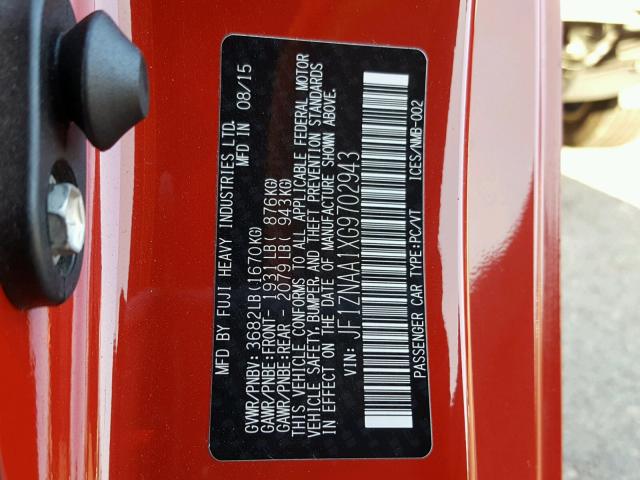 MFD BY FUJI HEAVY INDUSTRIES LTD.
MFD IN 08/15
GVWR/PNBV: 3682LB(1670KG)
GAWR/PNBE:FRONT- 1931LB( 876KG)
GAWR/PNBE:REAR- 2079LB( 943KG)
THIS VEHICLE CONFORMS TO ALL APPLICABLE FEDERAL MOTOR
VEHICLE SAFETY,BUMPER,AND THEFT PREVENTION STANDARDS
IN EFFECT ON THE DATE OF MANUFACTURE SHOWN ABOVE.
VIN: JF1ZNAA1XG9702943
PASSENGER CAR TYPE:PC/VT ICES/NMB-002